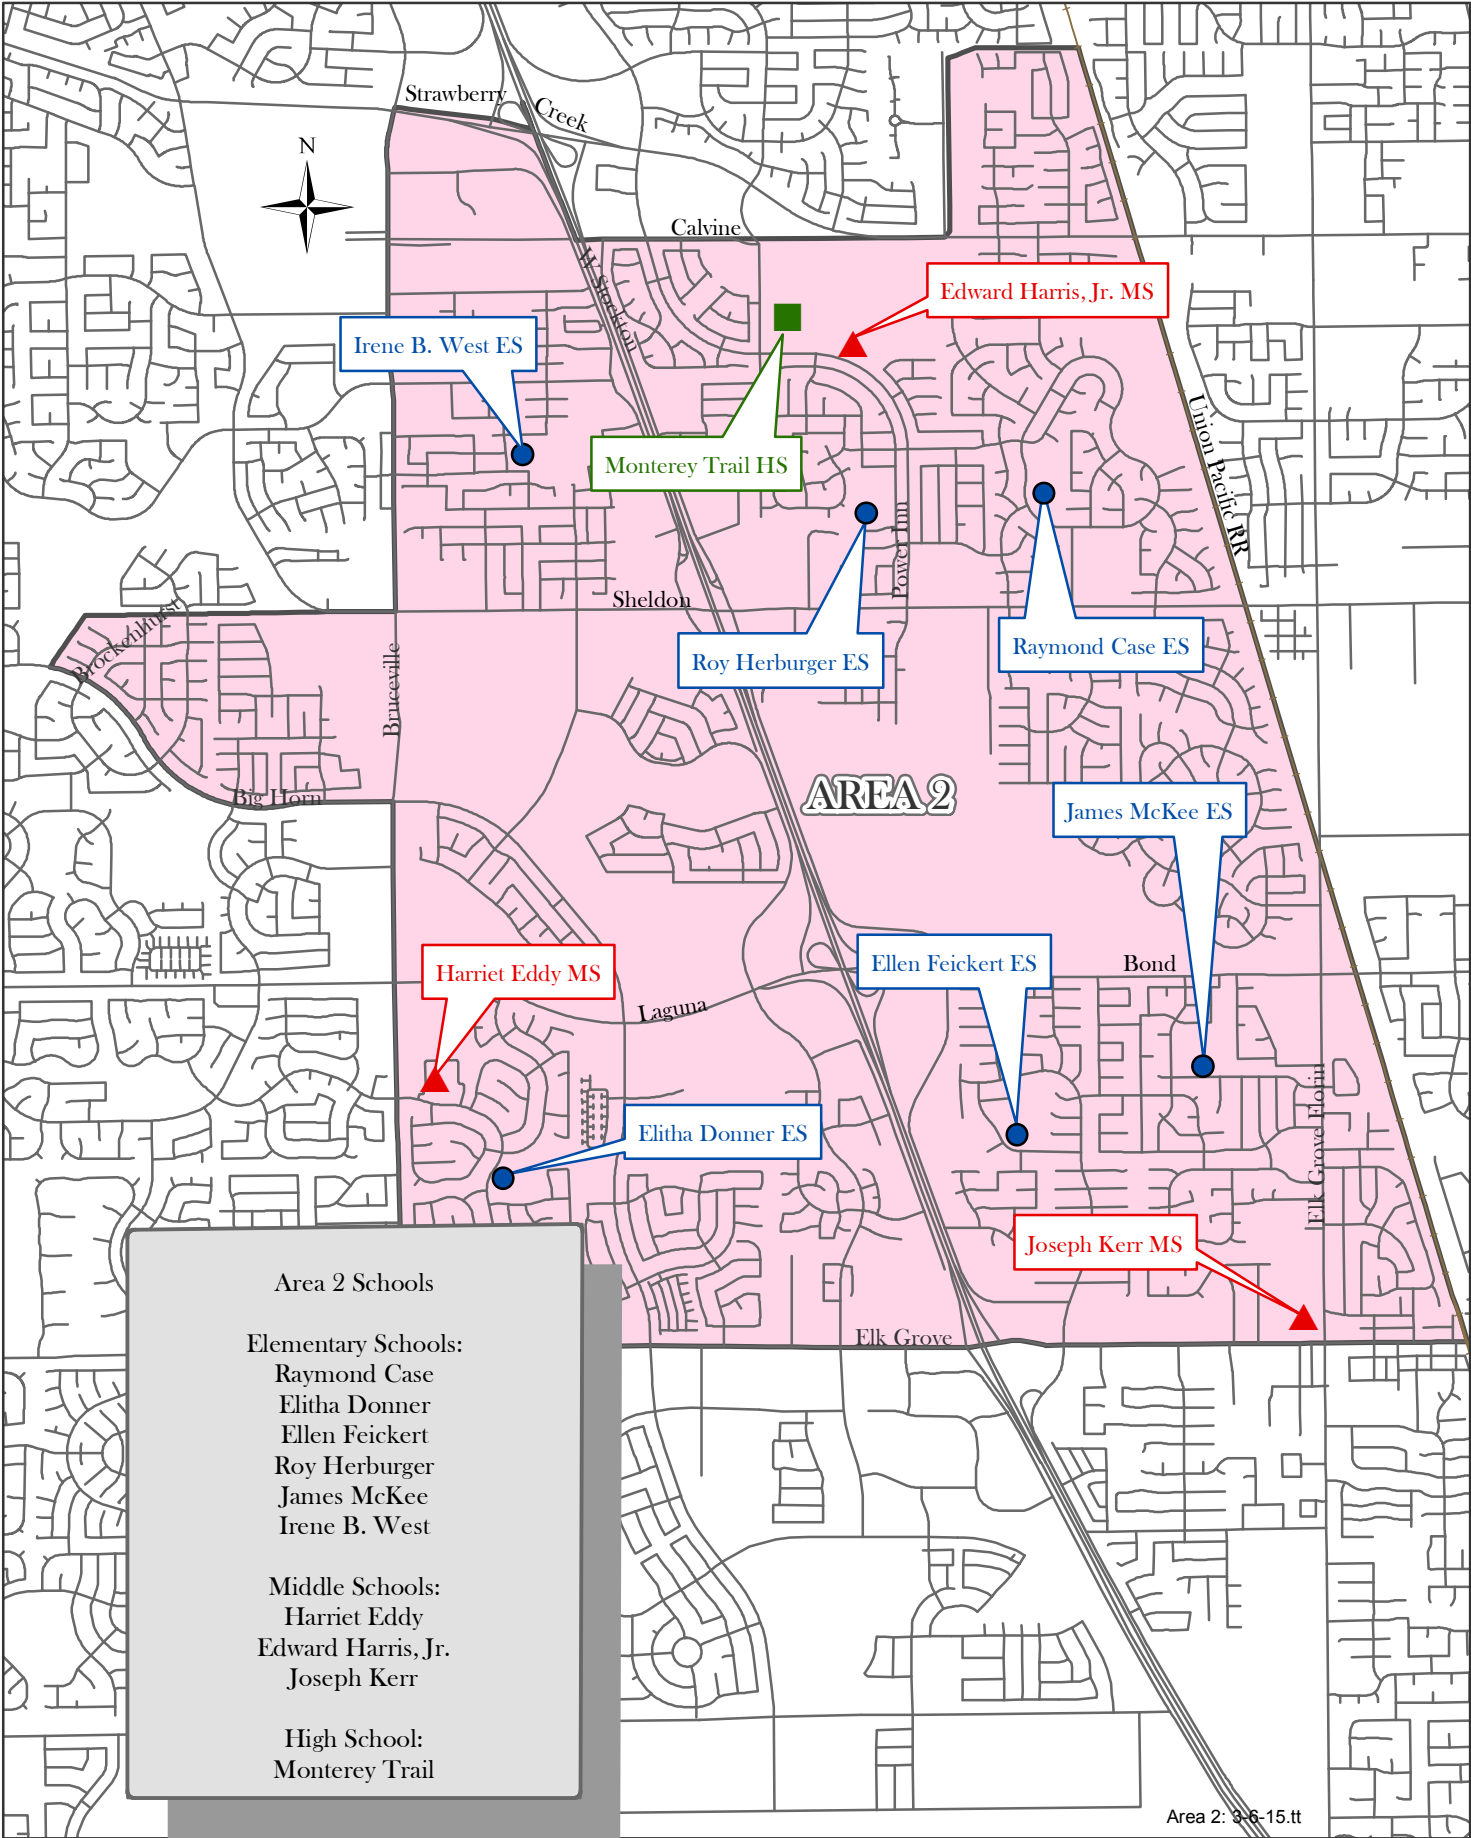 Strawberry
Creek
N
Calvine
W Stockton
Edward Harris, Jr. MS
Irene B. West ES
Union Pacific RR
Monterey Trail HS
Power Inn
Sheldon
Brockenhurst
Raymond Case ES
Roy Herburger ES
Bruceville
AREA 2
Big Horn
James McKee ES
Ellen Feickert ES
Bond
Harriet Eddy MS
Laguna
Elk Grove Florin
Elitha Donner ES
Joseph Kerr MS
Elk Grove
Area 2 Schools
Elementary Schools:
Raymond Case
Elitha Donner
Ellen Feickert
Roy Herburger
James McKee
Irene B. West
Middle Schools:
Harriet Eddy
Edward Harris, Jr.
Joseph Kerr
High School:
Monterey Trail
Area 2: 3-6-15.tt